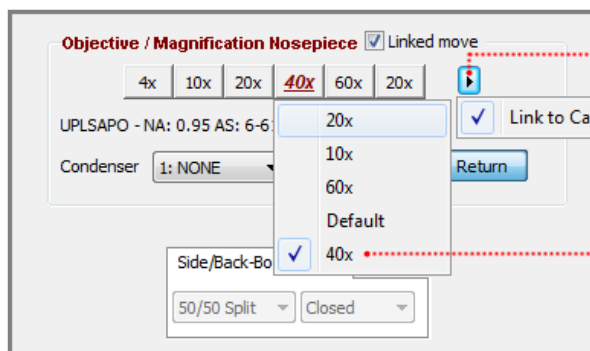 Objective / Magnification Nosepiece Linked move
4x 10x 20x 40x 60x 20x
UPLSAPO - NA: 0.95 AS: 6-6
Link to Ca
20x
10x
60x
Default
40x
Condenser 1: NONE Return
Side/Back-Bo
50/50 Split Closed